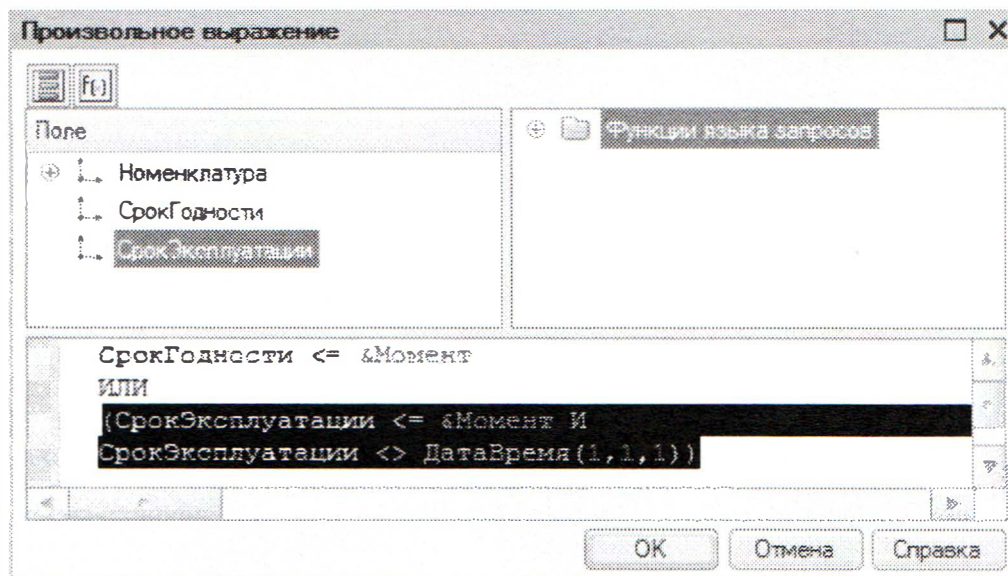 Произвольное выражение
f()
Поле
Номенклатура
СрокГодности
СрокЭксплуатации
Функции языка запросов
СрокГодности <= &Момент
ИЛИ
(СрокЭксплуатации <= &Момент И
СрокЭксплуатации <> ДатаВремя(1,1,1))
ОК
Отмена
Справка